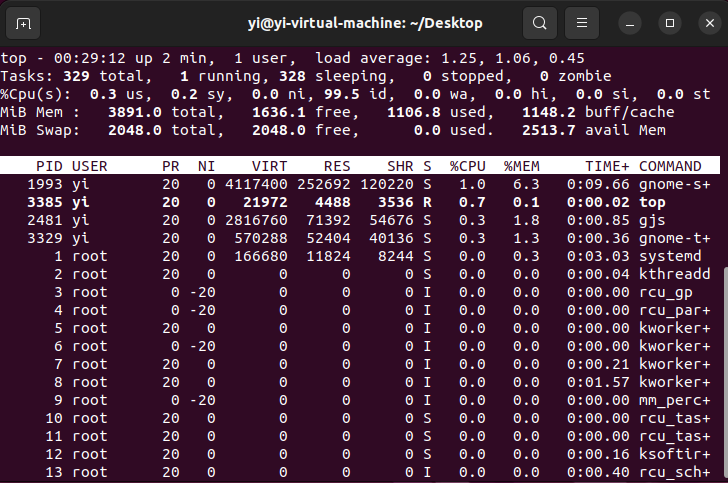 yi@yi-virtual-machine: ~/Desktop
top - 00:29:12 up 2 min,  1 user,  load average: 1.25, 1.06, 0.45
Tasks: 329 total,   1 running, 328 sleeping,   0 stopped,   0 zombie
%Cpu(s):  0.3 us,  0.2 sy,  0.0 ni, 99.5 id,  0.0 wa,  0.0 hi,  0.0 si,  0.0 st
MiB Mem :   3891.0 total,   1636.1 free,   1106.8 used,   1148.2 buff/cache
MiB Swap:   2048.0 total,   2048.0 free,      0.0 used.   2513.7 avail Mem
PID USER      PR  NI    VIRT    RES    SHR S  %CPU  %MEM     TIME+ COMMAND
1993 yi        20   0 4117400 252692 120220 S   1.0   6.3   0:09.66 gnome-s+
3385 yi        20   0   21972   4488   3536 R   0.7   0.1   0:00.02 top
2481 yi        20   0 2816760  71392  54676 S   0.3   1.8   0:00.85 gjs
3329 yi        20   0  570288  52404  40136 S   0.3   1.3   0:00.36 gnome-t+
1 root      20   0  166680  11824   8244 S   0.0   0.3   0:03.03 systemd
2 root      20   0       0      0      0 S   0.0   0.0   0:00.04 kthreadd
3 root       0 -20       0      0      0 I   0.0   0.0   0:00.00 rcu_gp
4 root       0 -20       0      0      0 I   0.0   0.0   0:00.00 rcu_par+
5 root      20   0       0      0      0 I   0.0   0.0   0:00.00 kworker+
6 root       0 -20       0      0      0 I   0.0   0.0   0:00.00 kworker+
7 root      20   0       0      0      0 I   0.0   0.0   0:00.21 kworker+
8 root      20   0       0      0      0 I   0.0   0.0   0:01.57 kworker+
9 root       0 -20       0      0      0 I   0.0   0.0   0:00.00 mm_perc+
10 root      20   0       0      0      0 S   0.0   0.0   0:00.00 rcu_tas+
11 root      20   0       0      0      0 S   0.0   0.0   0:00.00 rcu_tas+
12 root      20   0       0      0      0 S   0.0   0.0   0:00.16 ksoftir+
13 root      20   0       0      0      0 I   0.0   0.0   0:00.40 rcu_sch+